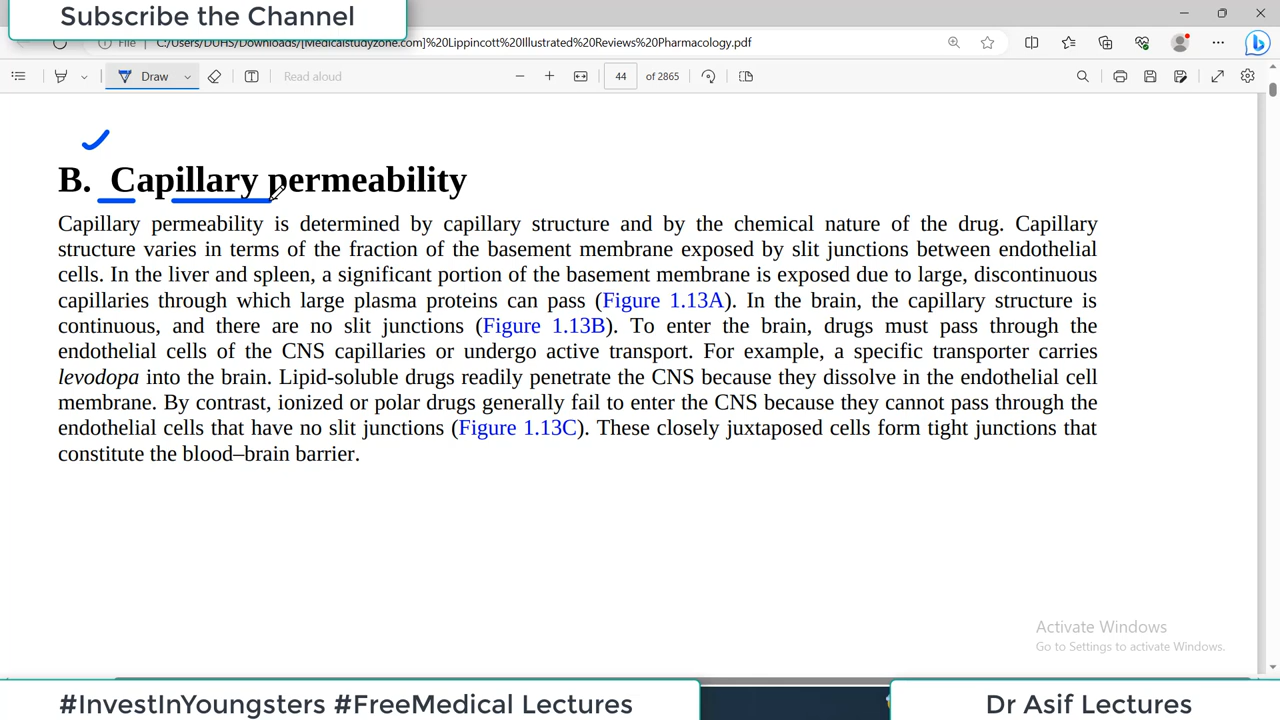 Subscribe the Channel
File
C:/Users/DUHS/Downloads/[Medicalstudyzone.com]%20Lippincott%20Illustrated%20Reviews%20Pharmacology.pdf
Draw
Read aloud
44
of 2865
B. Capillary permeability
Capillary permeability is determined by capillary structure and by the chemical nature of the drug. Capillary
structure varies in terms of the fraction of the basement membrane exposed by slit junctions between endothelial
cells. In the liver and spleen, a significant portion of the basement membrane is exposed due to large, discontinuous
capillaries through which large plasma proteins can pass (Figure 1.13A). In the brain, the capillary structure is
continuous, and there are no slit junctions (Figure 1.13B). To enter the brain, drugs must pass through the
endothelial cells of the CNS capillaries or undergo active transport. For example, a specific transporter carries
levodopa into the brain. Lipid-soluble drugs readily penetrate the CNS because they dissolve in the endothelial cell
membrane. By contrast, ionized or polar drugs generally fail to enter the CNS because they cannot pass through the
endothelial cells that have no slit junctions (Figure 1.13C). These closely juxtaposed cells form tight junctions that
constitute the blood–brain barrier.
Activate Windows
Go to Settings to activate Windows.
#InvestInYoungsters #FreeMedical Lectures
Dr Asif Lectures